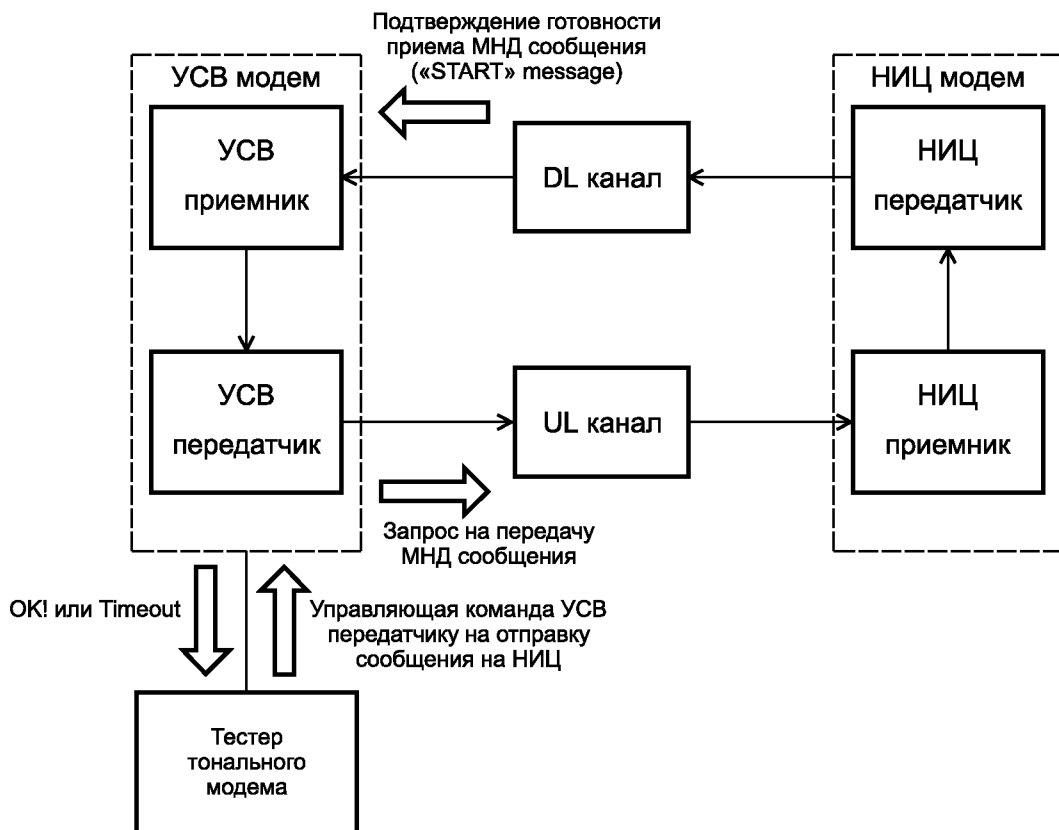 Подтверждение готовности
приема МНД сообщения
(«START» message)
УСВ модем
НИЦ модем
УСВ
приемник
DL канал
НИЦ
передатчик
УСВ
передатчик
UL канал
НИЦ
приемник
Запрос на передачу
МНД сообщения
OK! или Timeout
Управляющая команда УСВ
передатчику на отправку
сообщения на НИЦ
Тестер
тонального
модема